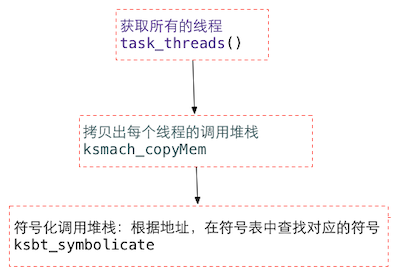 获取所有的线程
task_threads()
拷贝出每个线程的调用堆栈
ksmach_copyMem
符号化调用堆栈：根据地址，在符号表中查找对应的符号
ksbt_symbolicate